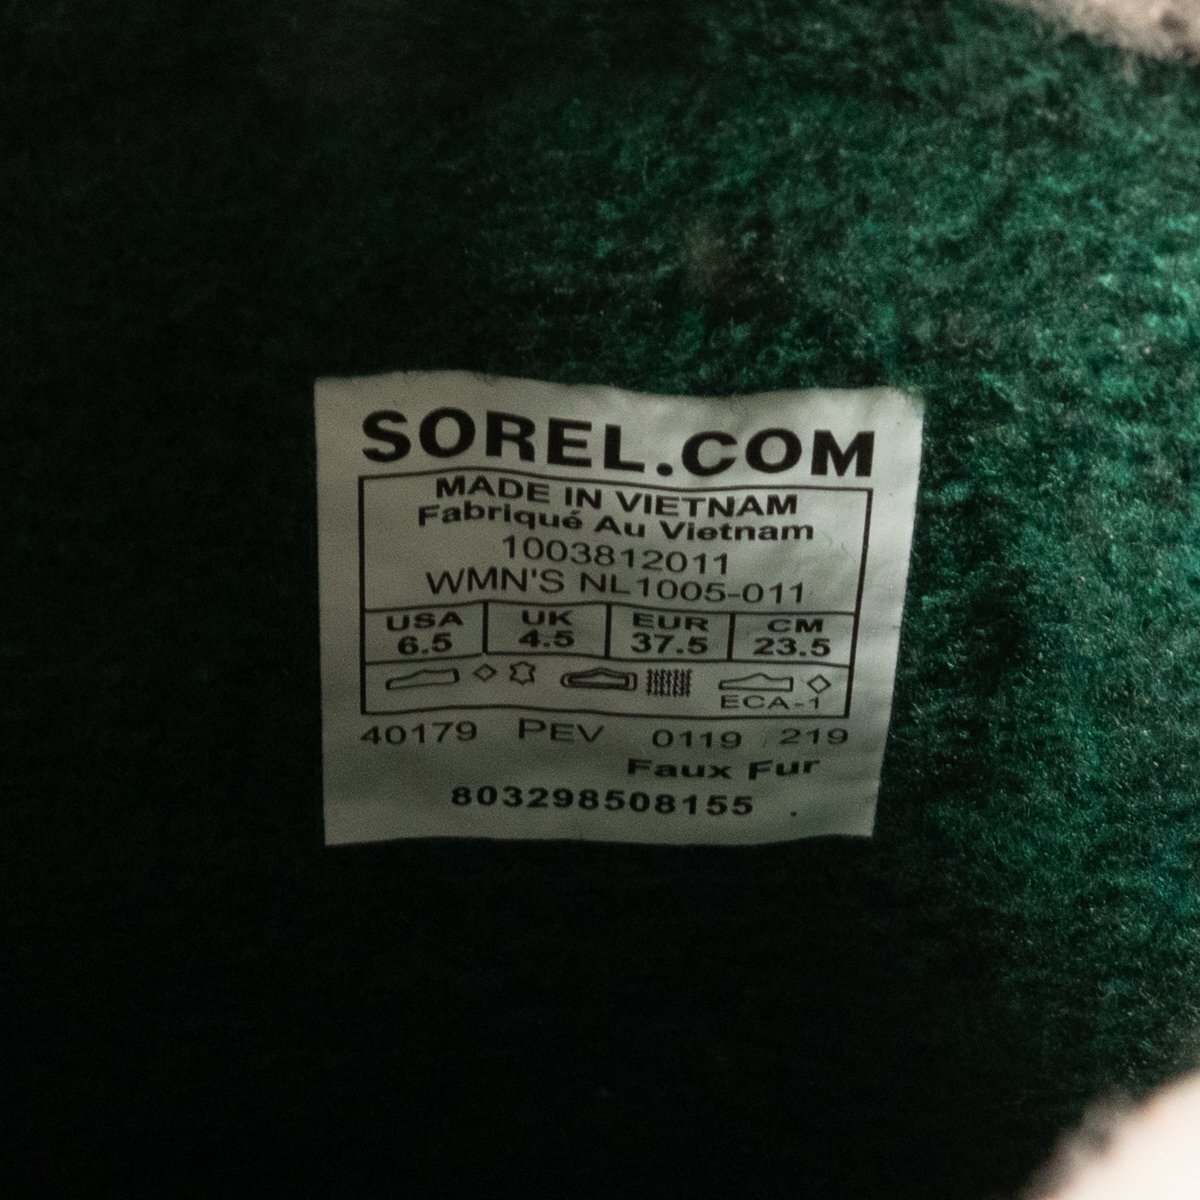 SOREL.COM
MADE IN VIETNAM
Fabriqué Au Vietnam
1003812011
WMN'S NL1005-011
USA UK EUR CM
6.5 4.5 37.5 23.5
ECA-1
40179 PEV 0119 219
Faux Fur
803298508155 .